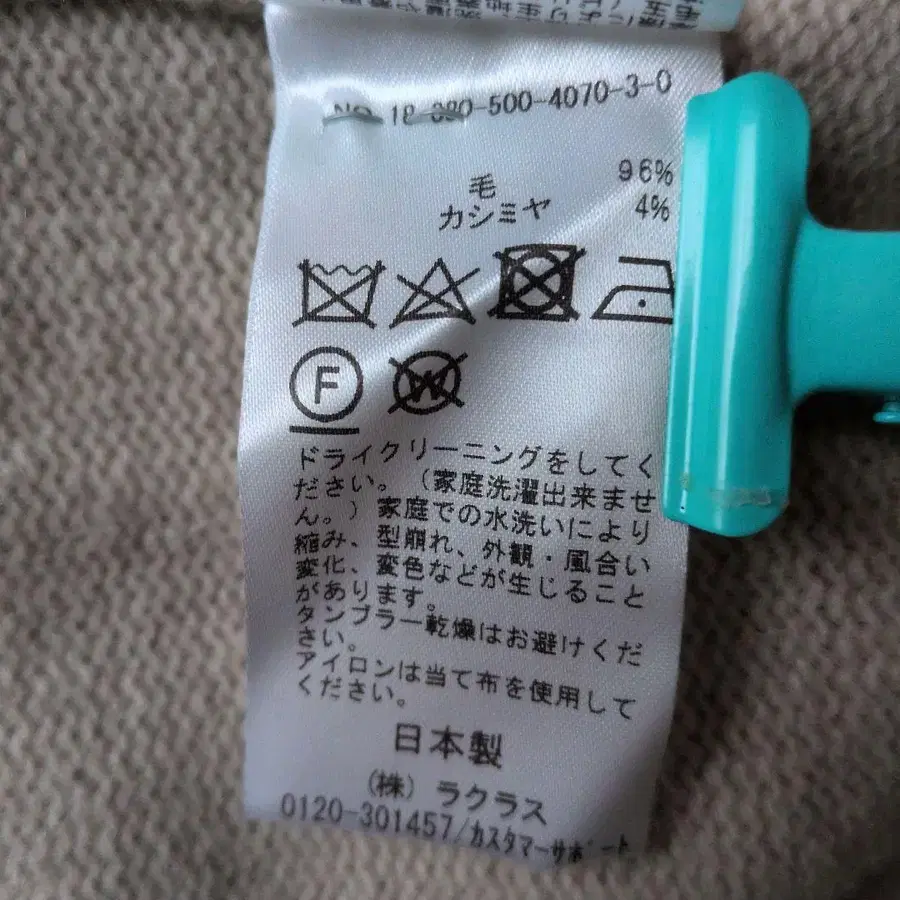 NO 18-080-500-4070-3-0
毛 96%
カシミヤ 4%
F
W
ドライクリーニングをしてく
ださい。（家庭洗濯出来ませ
ん。）家庭での水洗いにより
縮み、型崩れ、外観・風合い
変化、変色などが生じること
があります。
タンブラー乾燥はお避けくだ
さい。
アイロンは当て布を使用して
ください。
日本製
（株）ラクラス
0120-301457/カスタマーサポート